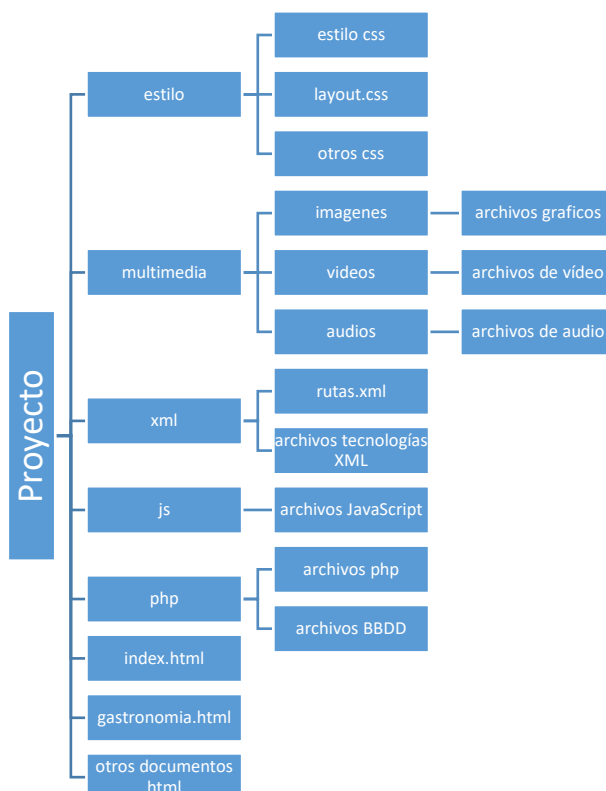 Proyecto
estilo
estilo css
layout.css
otros css
multimedia
imagenes
archivos graficos
videos
archivos de vídeo
audios
archivos de audio
xml
rutas.xml
archivos tecnologías
XML
js
archivos JavaScript
php
archivos php
archivos BBDD
index.html
gastronomia.html
otros documentos
html